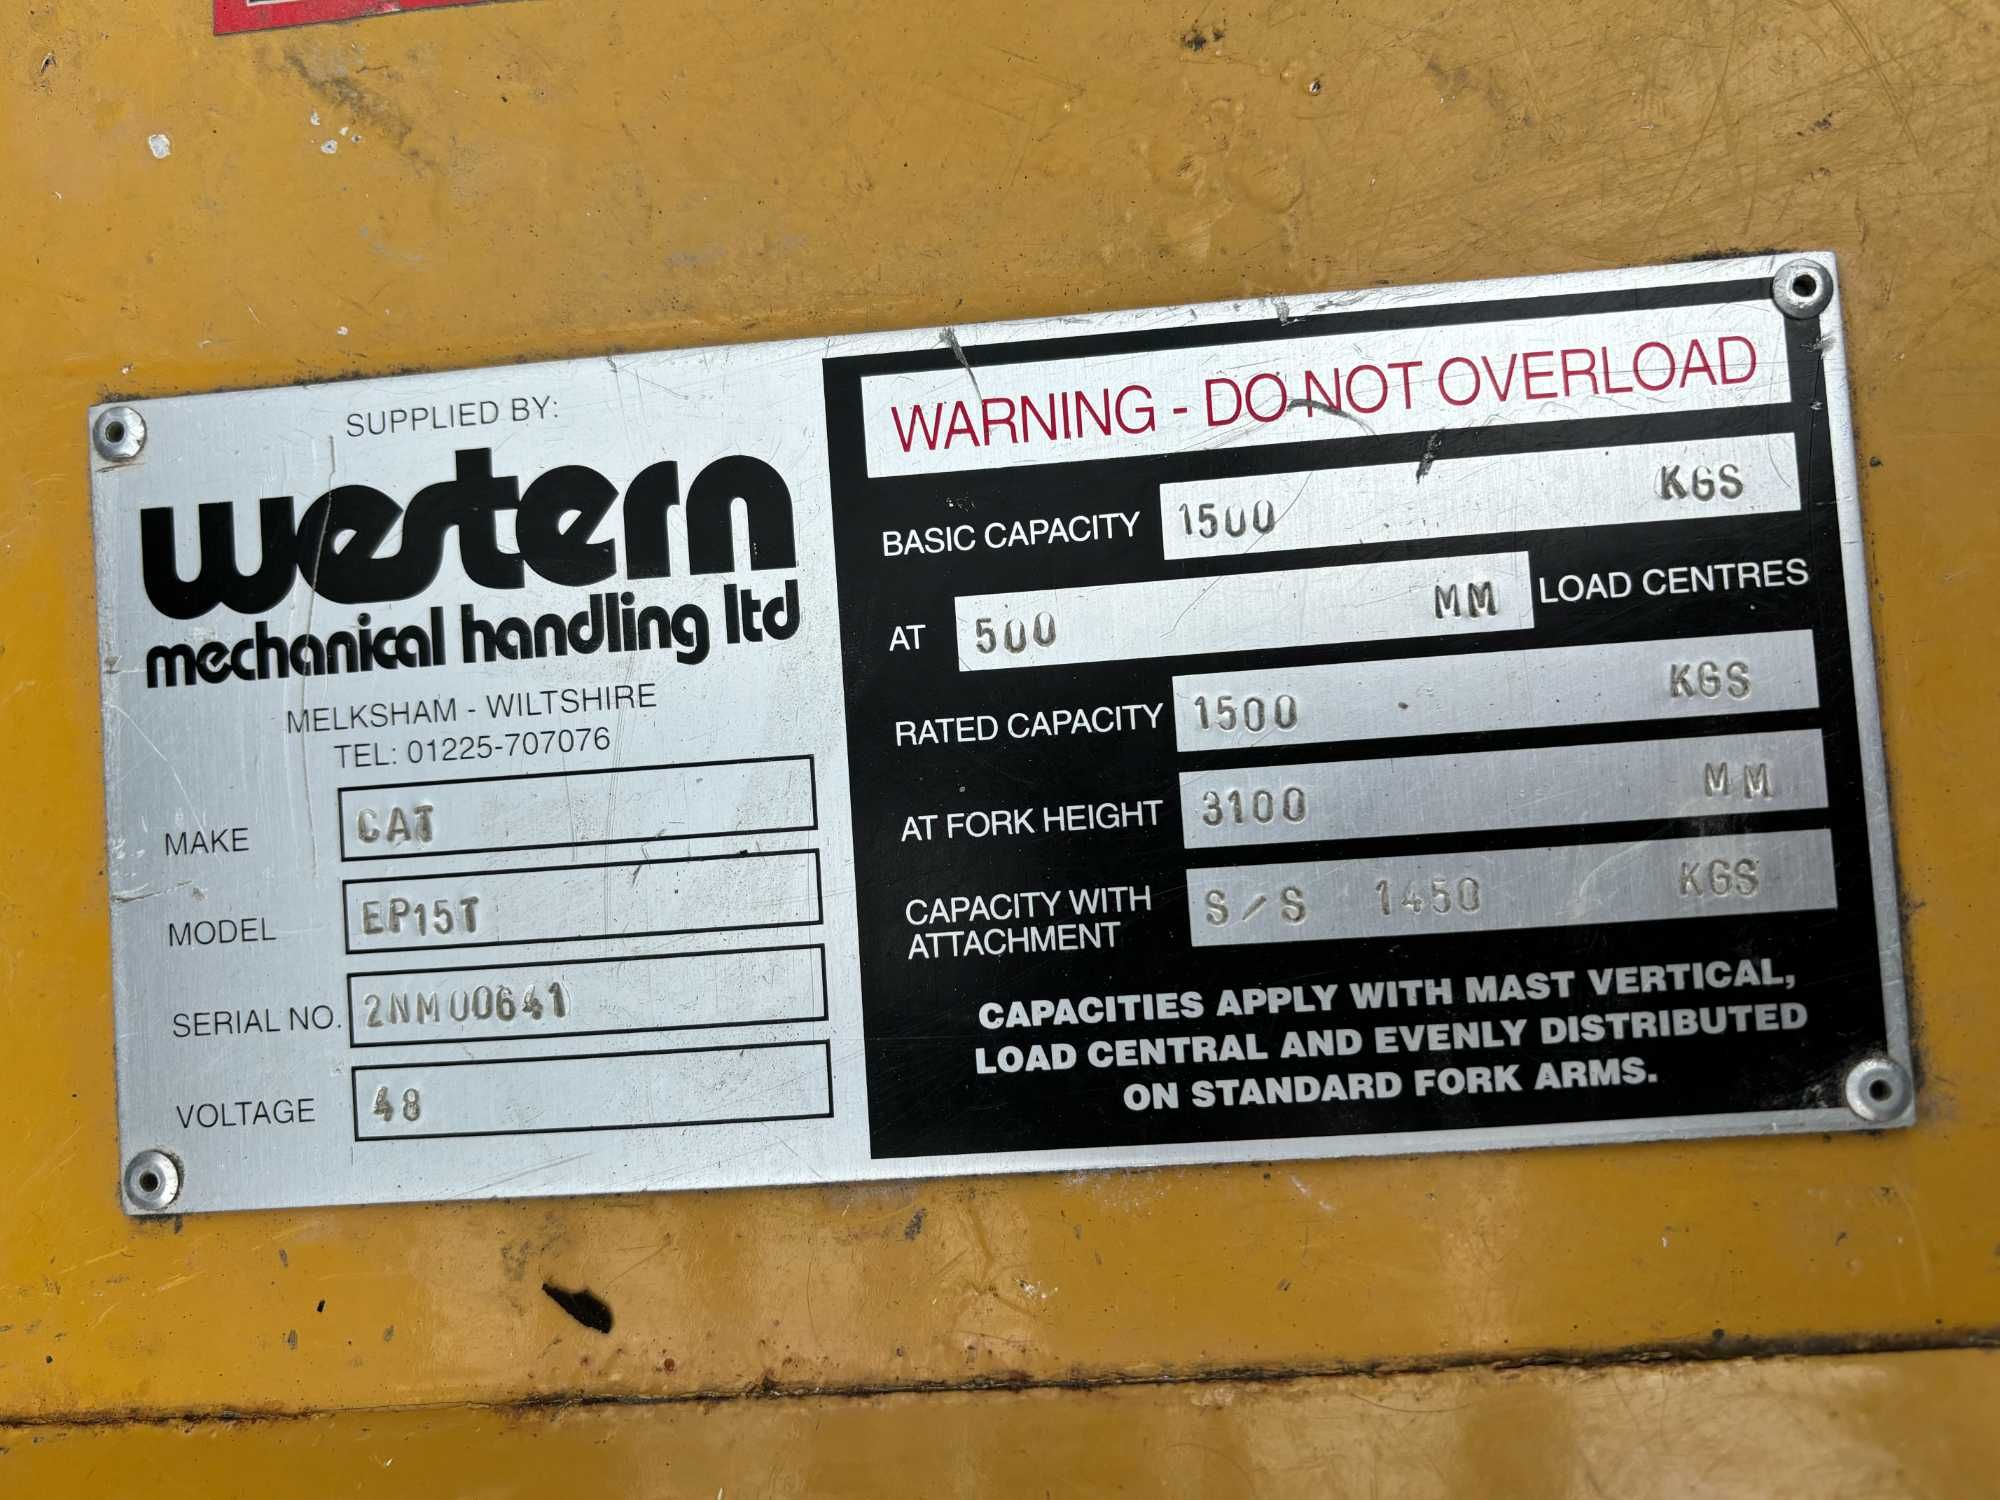 SUPPLIED BY:
western
mechanical handling ltd
MELKSHAM - WILTSHIRE
TEL: 01225-707076
MAKE CAT
MODEL EP15T
SERIAL NO. 2NM00641
VOLTAGE 48
WARNING - DO NOT OVERLOAD
BASIC CAPACITY 1500 KGS
AT 500 MM LOAD CENTRES
RATED CAPACITY 1500 KGS
AT FORK HEIGHT 3100 MM
CAPACITY WITH ATTACHMENT S/S 1450 KGS
CAPACITIES APPLY WITH MAST VERTICAL,
LOAD CENTRAL AND EVENLY DISTRIBUTED
ON STANDARD FORK ARMS.